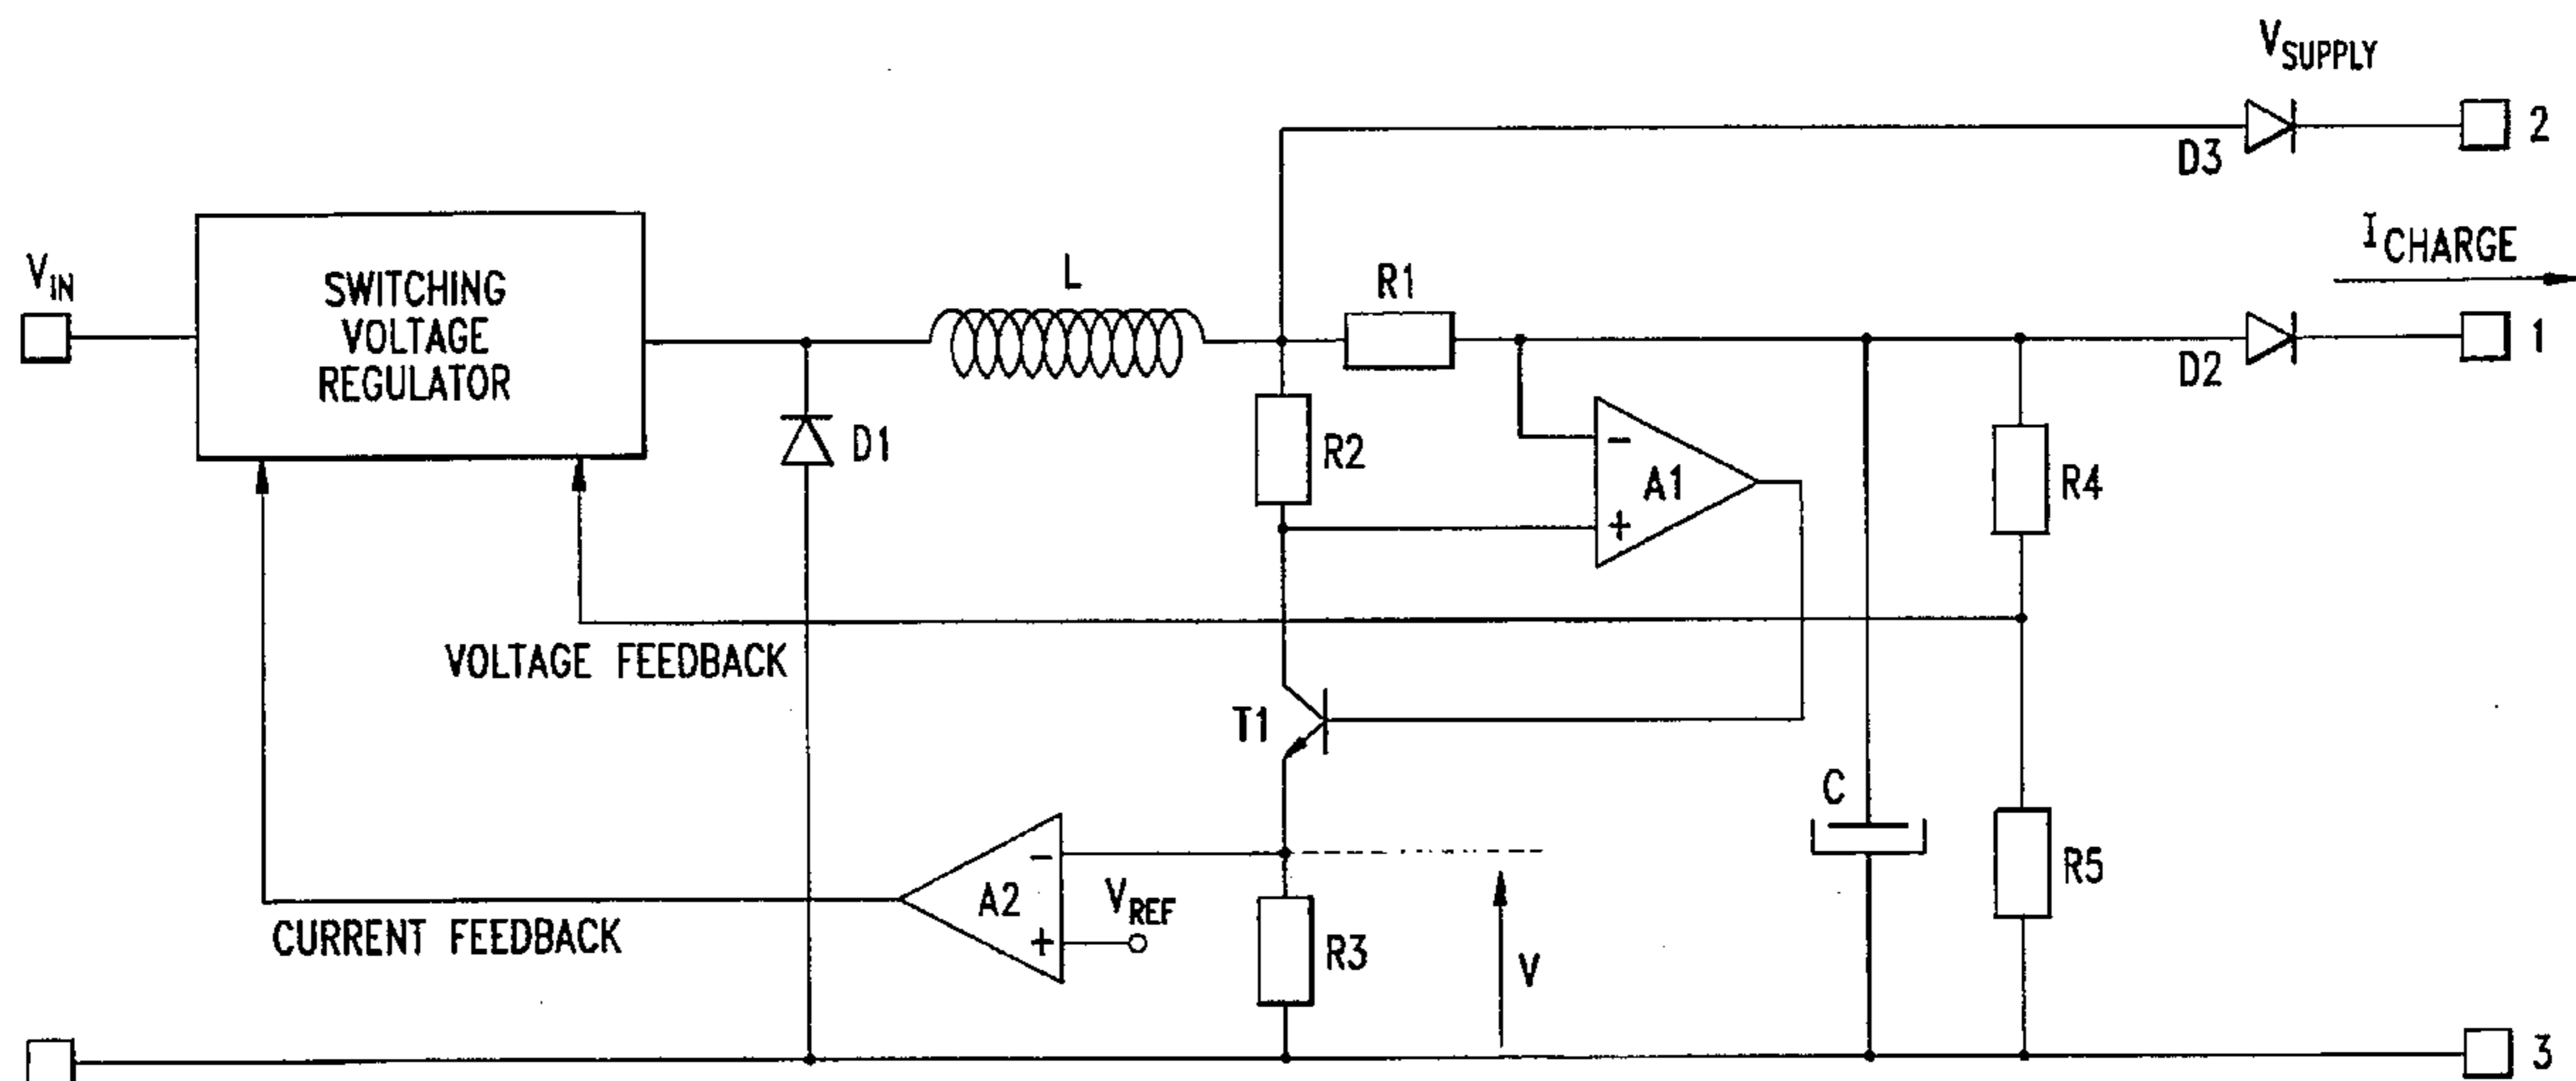 V_SUPPLY
2
D3
I_CHARGE
V_IN
SWITCHING
VOLTAGE
REGULATOR
L
R1
1
D2
D1
R2
-
A1
+
R4
VOLTAGE FEEDBACK
T1
C
-
A2
V_REF
+
R5
CURRENT FEEDBACK
R3
V
3